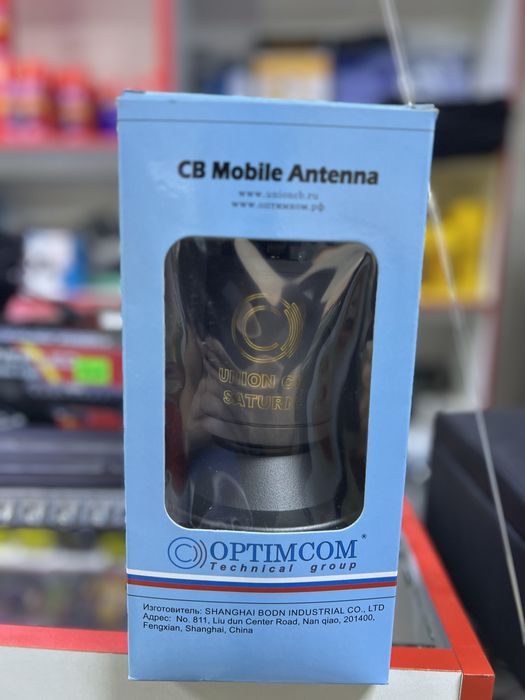 CB Mobile Antenna
www.unioncb.ru
www.оптимком.рф
UNION C
SATURN
OPTIMCOM
Technical group
Изготовитель: SHANGHAI BODN INDUSTRIAL CO., LTD
Адрес: No. 811, Liu dun Center Road, Nan qiao, 201400,
Fengxian, Shanghai, China